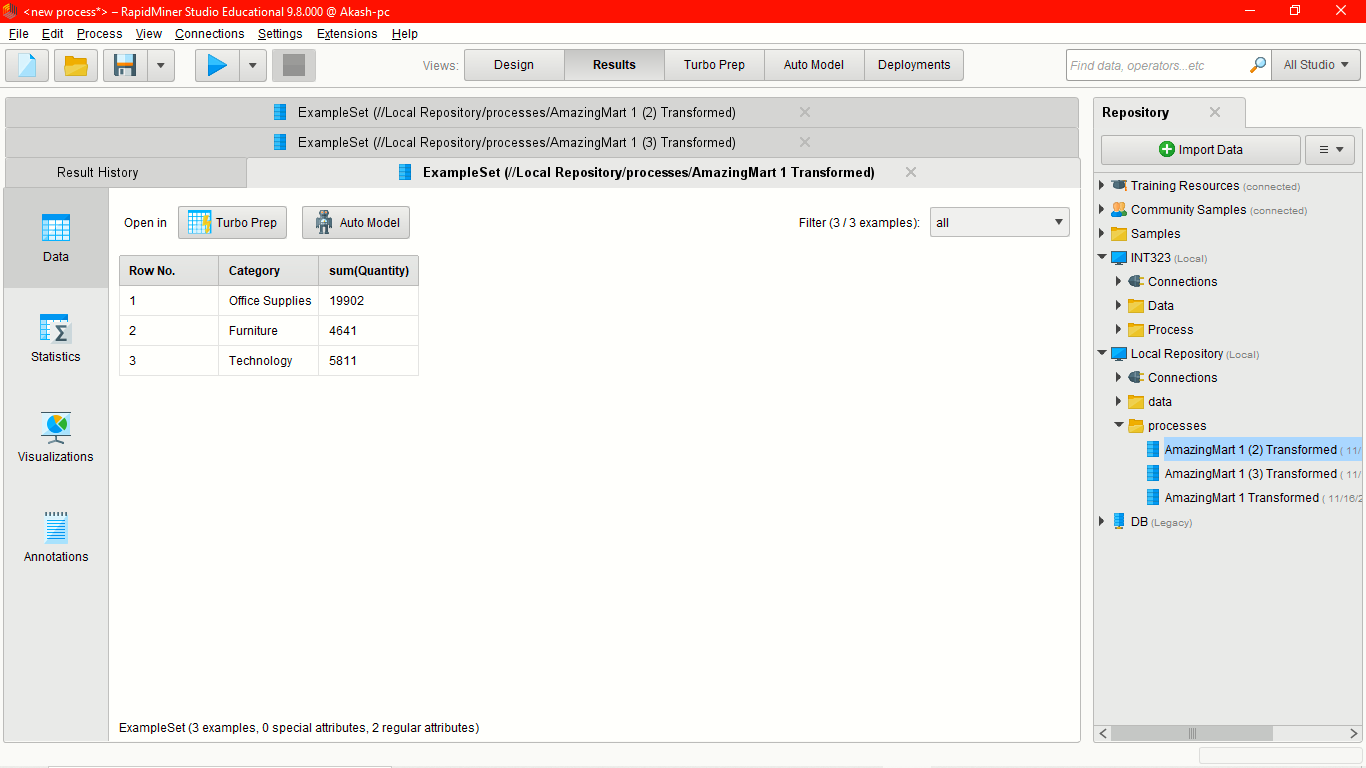 <new process*> – RapidMiner Studio Educational 9.8.000 @ Akash-pc
File Edit Process View Connections Settings Extensions Help
Views: Design Results Turbo Prep Auto Model Deployments Find data, operators...etc All Studio
ExampleSet (//Local Repository/processes/AmazingMart 1 (2) Transformed)
ExampleSet (//Local Repository/processes/AmazingMart 1 (3) Transformed)
Result History ExampleSet (//Local Repository/processes/AmazingMart 1 Transformed)
Data
Statistics
Visualizations
Annotations
Open in Turbo Prep Auto Model Filter (3 / 3 examples): all
Row No. Category sum(Quantity)
1 Office Supplies 19902
2 Furniture 4641
3 Technology 5811
ExampleSet (3 examples, 0 special attributes, 2 regular attributes)
Repository
Import Data
Training Resources (connected)
Community Samples (connected)
Samples
INT323 (Local)
Connections
Data
Process
Local Repository (Local)
Connections
data
processes
AmazingMart 1 (2) Transformed ( 11/
AmazingMart 1 (3) Transformed ( 11/
AmazingMart 1 Transformed ( 11/16/2
DB (Legacy)